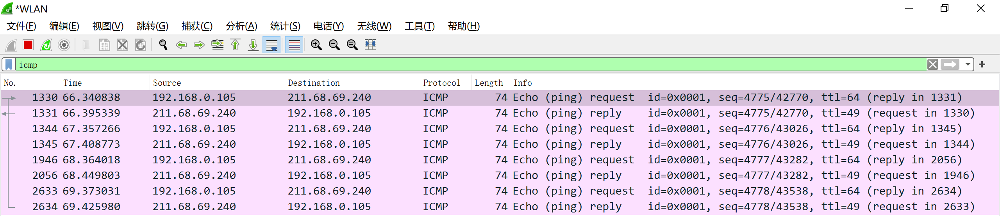 *WLAN
文件(F) 编辑(E) 视图(V) 跳转(G) 捕获(C) 分析(A) 统计(S) 电话(Y) 无线(W) 工具(T) 帮助(H)
icmp
No. Time Source Destination Protocol Length Info
1330 66.340838 192.168.0.105 211.68.69.240 ICMP 74 Echo (ping) request id=0x0001, seq=4775/42770, ttl=64 (reply in 1331)
1331 66.395339 211.68.69.240 192.168.0.105 ICMP 74 Echo (ping) reply id=0x0001, seq=4775/42770, ttl=49 (request in 1330)
1344 67.357266 192.168.0.105 211.68.69.240 ICMP 74 Echo (ping) request id=0x0001, seq=4776/43026, ttl=64 (reply in 1345)
1345 67.408773 211.68.69.240 192.168.0.105 ICMP 74 Echo (ping) reply id=0x0001, seq=4776/43026, ttl=49 (request in 1344)
1946 68.364018 192.168.0.105 211.68.69.240 ICMP 74 Echo (ping) request id=0x0001, seq=4777/43282, ttl=64 (reply in 2056)
2056 68.449803 211.68.69.240 192.168.0.105 ICMP 74 Echo (ping) reply id=0x0001, seq=4777/43282, ttl=49 (request in 1946)
2633 69.373031 192.168.0.105 211.68.69.240 ICMP 74 Echo (ping) request id=0x0001, seq=4778/43538, ttl=64 (reply in 2634)
2634 69.425980 211.68.69.240 192.168.0.105 ICMP 74 Echo (ping) reply id=0x0001, seq=4778/43538, ttl=49 (request in 2633)